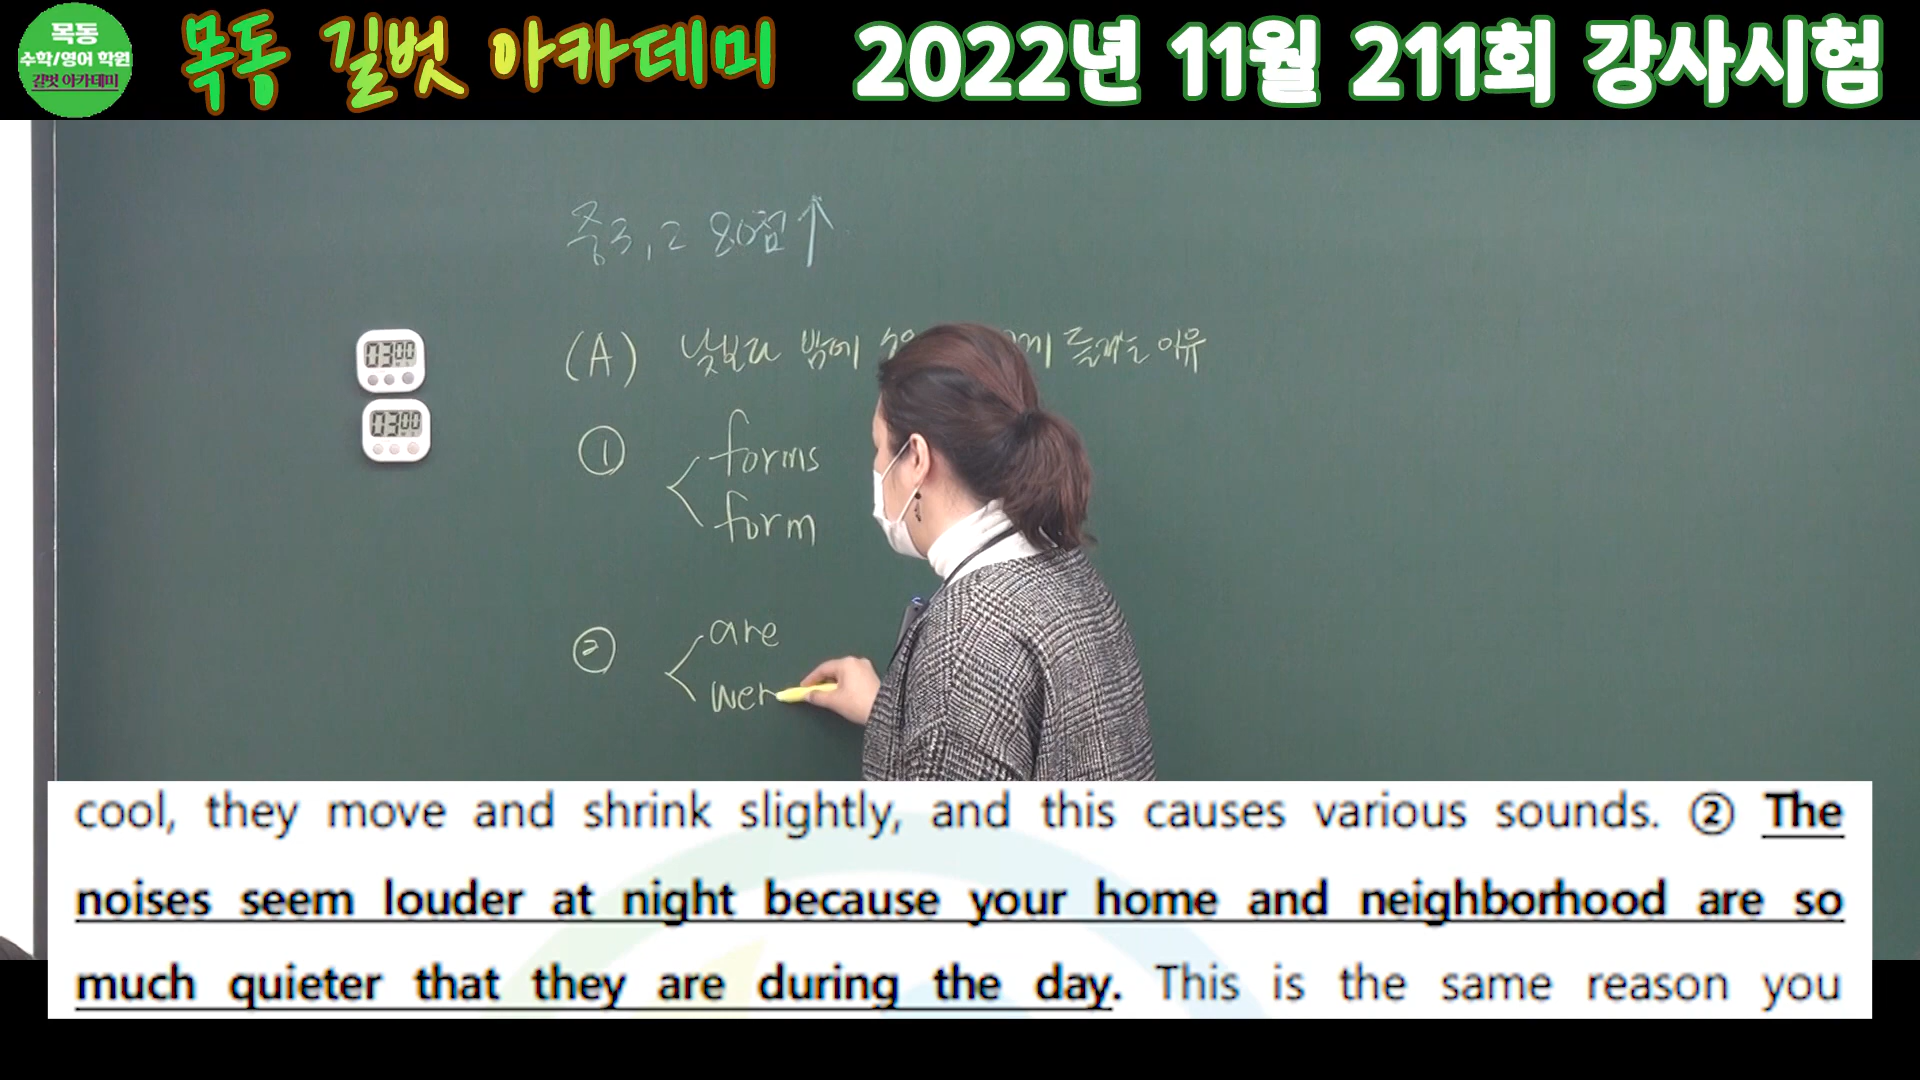 목동
수학/영어 학원
길벗 아카데미
목동 길벗 아카데미 2022년 11월 211회 강사시험
중3, 2 80점↑
(A) 낮보다 밤에 들리는 이유
03 00
03 00
① forms
form
② are
wer
cool, they move and shrink slightly, and this causes various sounds. ② The
noises seem louder at night because your home and neighborhood are so
much quieter that they are during the day. This is the same reason you